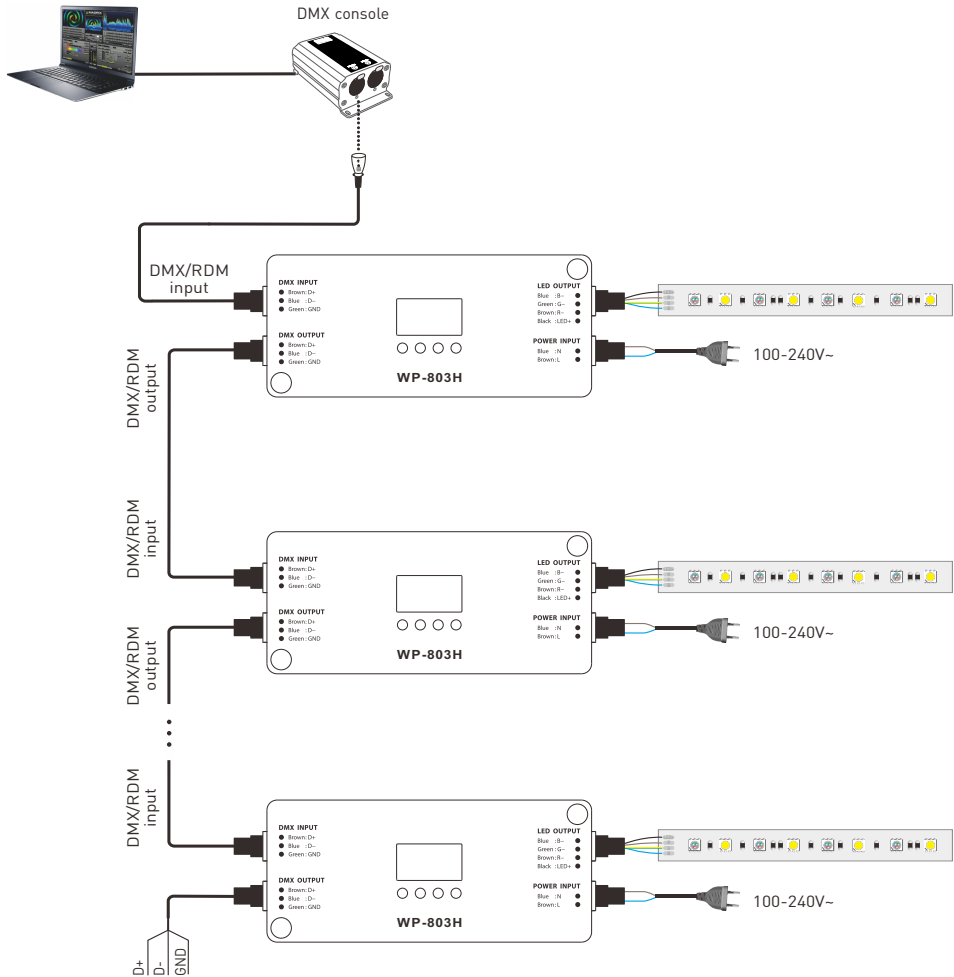 DMX console
DMX/RDM
input
DMX INPUT
Brown: D+
Blue : D–
Green: GND
DMX OUTPUT
Brown: D+
Blue : D–
Green: GND
WP-803H
LED OUTPUT
Blue : B–
Green : G–
Brown: R–
Black : LED+
POWER INPUT
Blue : N
Brown: L
100-240V~
DMX/RDM
output
DMX/RDM
input
DMX INPUT
Brown: D+
Blue : D–
Green: GND
DMX OUTPUT
Brown: D+
Blue : D–
Green: GND
WP-803H
LED OUTPUT
Blue : B–
Green : G–
Brown: R–
Black : LED+
POWER INPUT
Blue : N
Brown: L
100-240V~
DMX/RDM
output
DMX/RDM
input
DMX INPUT
Brown: D+
Blue : D–
Green: GND
DMX OUTPUT
Brown: D+
Blue : D–
Green: GND
WP-803H
LED OUTPUT
Blue : B–
Green : G–
Brown: R–
Black : LED+
POWER INPUT
Blue : N
Brown: L
100-240V~
D+
D-
GND